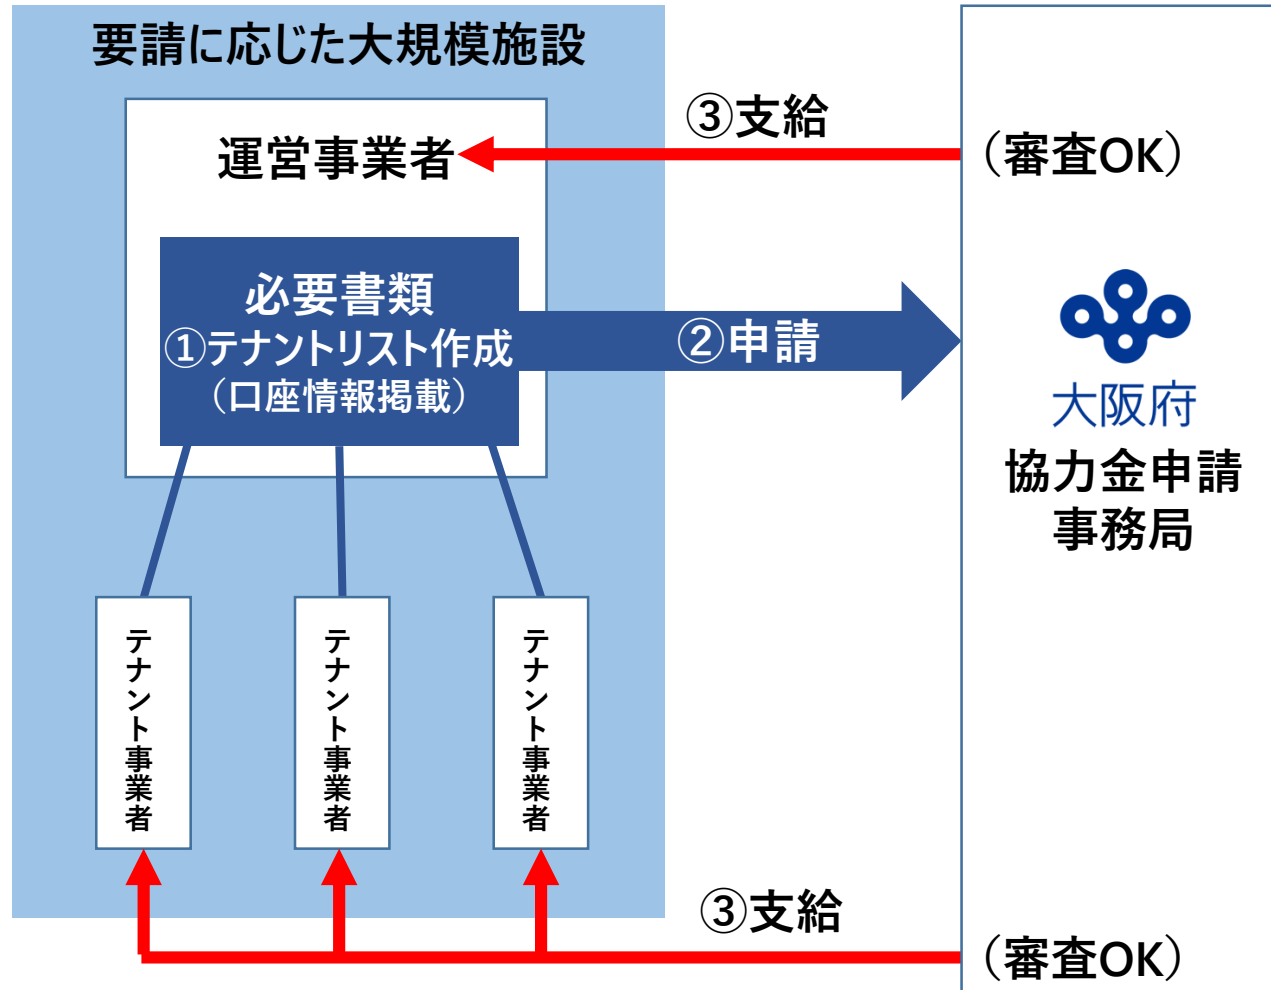 要請に応じた大規模施設
運営事業者
必要書類
①テナントリスト作成
（口座情報掲載）
③支給
（審査OK）
②申請
大阪府
協力金申請
事務局
テナント事業者
テナント事業者
テナント事業者
③支給
（審査OK）